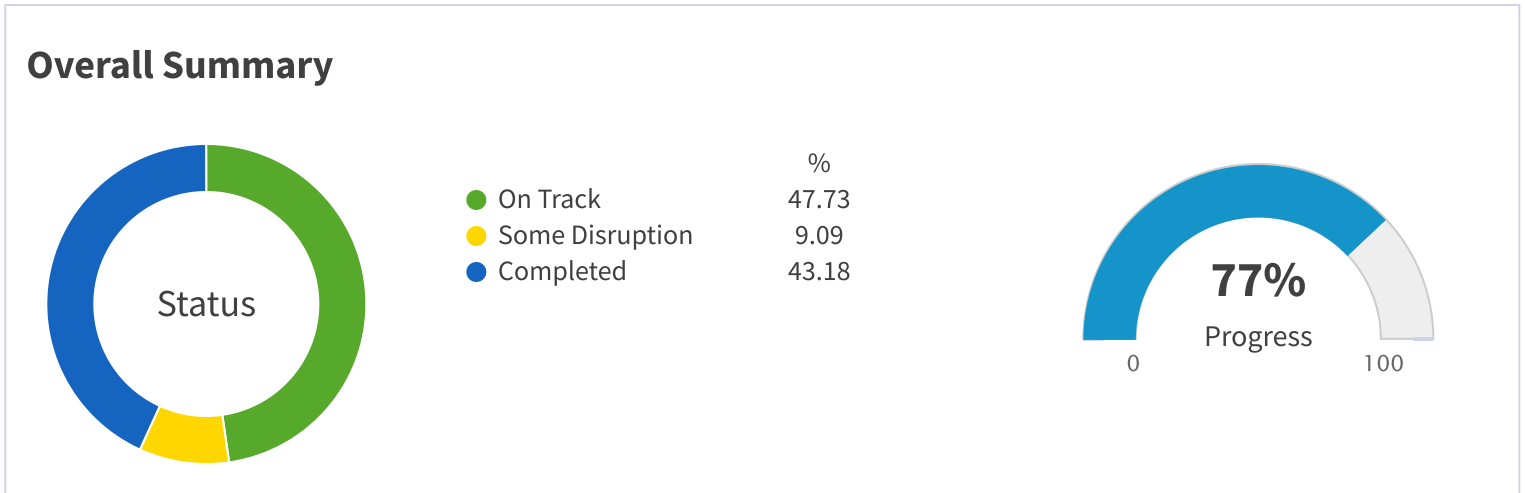 Overall Summary
Status
%
On Track 47.73
Some Disruption 9.09
Completed 43.18
77%
Progress
0 100